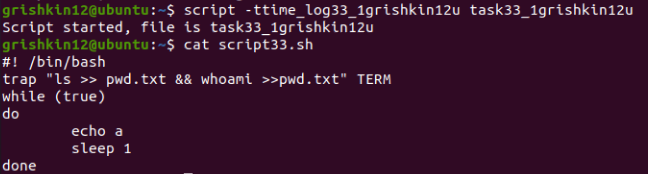 grishkin12@ubuntu:~$ script -ttime_log33_1grishkin12u task33_1grishkin12u
Script started, file is task33_1grishkin12u
grishkin12@ubuntu:~$ cat script33.sh
#! /bin/bash
trap "ls >> pwd.txt && whoami >>pwd.txt" TERM
while (true)
do
        echo a
        sleep 1
done